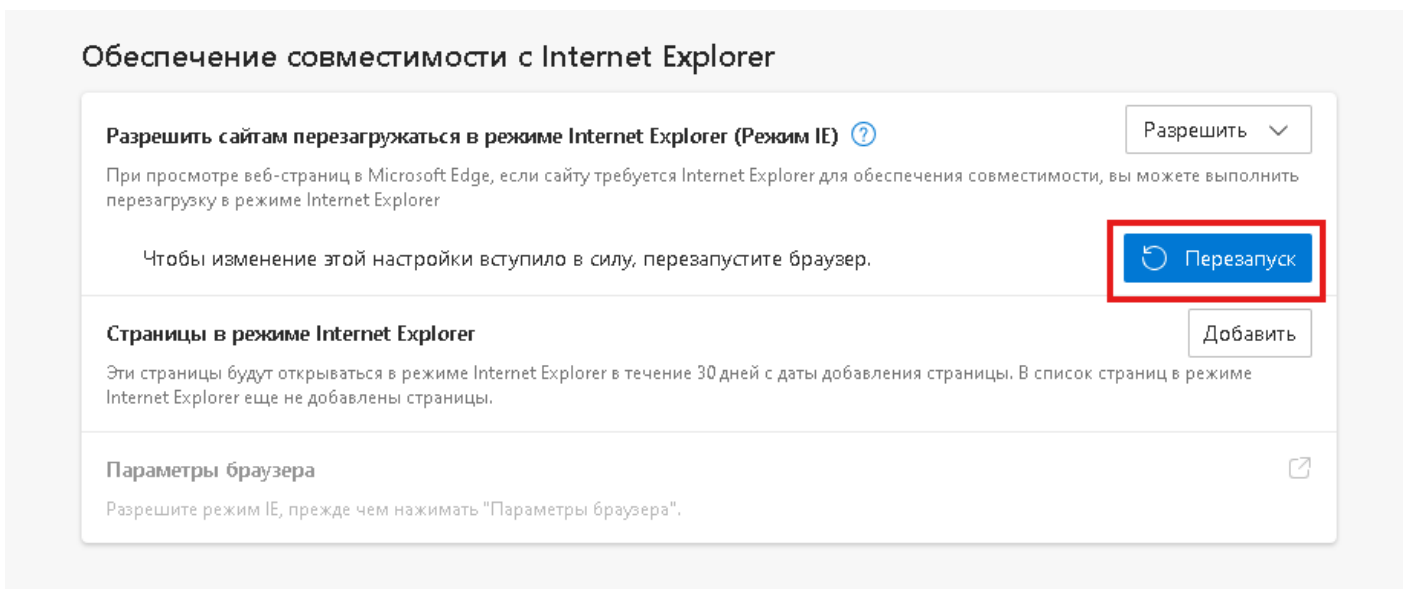 Обеспечение совместимости с Internet Explorer
Разрешить сайтам перезагружаться в режиме Internet Explorer (Режим IE) ?
Разрешить
При просмотре веб-страниц в Microsoft Edge, если сайту требуется Internet Explorer для обеспечения совместимости, вы можете выполнить
перезагрузку в режиме Internet Explorer
Чтобы изменение этой настройки вступило в силу, перезапустите браузер.
Перезапуск
Страницы в режиме Internet Explorer
Добавить
Эти страницы будут открываться в режиме Internet Explorer в течение 30 дней с даты добавления страницы. В список страниц в режиме
Internet Explorer еще не добавлены страницы.
Параметры браузера
Разрешите режим IE, прежде чем нажимать "Параметры браузера".